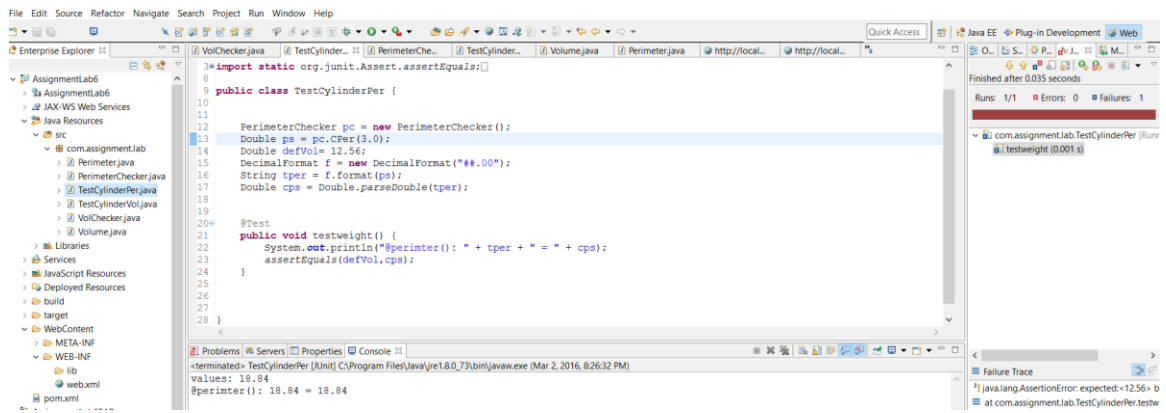 File Edit Source Refactor Navigate Search Project Run Window Help
Quick Access
Java EE
Plug-in Development
Web
Enterprise Explorer
AssignmentLab6
AssignmentLab6
JAX-WS Web Services
Java Resources
src
com.assignment.lab
Perimeter.java
PerimeterChecker.java
TestCylinderPer.java
TestCylinderVol.java
VolChecker.java
Volume.java
Libraries
JavaScript Resources
Deployed Resources
build
target
WebContent
META-INF
WEB-INF
lib
web.xml
pom.xml
VolChecker.java
TestCylinder...
PerimeterChe...
TestCylinder...
Volume.java
Perimeter.java
http://local...
http://local...
3 import static org.junit.Assert.assertEquals;
8
9 public class TestCylinderPer {
10
11
12 PerimeterChecker pc = new PerimeterChecker();
13 Double ps = pc.CPer(3.0);
14 Double defVol= 12.56;
15 DecimalFormat f = new DecimalFormat("##.00");
16 String tper = f.format(ps);
17 Double cps = Double.parseDouble(tper);
18
19
20 @Test
21 public void testweight() {
22 System.out.println("@perimter(): " + tper + " = " + cps);
23 assertEquals(defVol,cps);
24 }
25
26
27
28 }
Problems
Servers
Properties
Console
<terminated> TestCylinderPer [JUnit] C:\Program Files\Java\jre1.8.0_73\bin\javaw.exe (Mar 2, 2016, 8:26:32 PM)
values: 18.84
@perimter(): 18.84 = 18.84
O...
S...
P...
J...
M...
Finished after 0.035 seconds
Runs: 1/1 Errors: 0 Failures: 1
com.assignment.lab.TestCylinderPer [Runr
testweight (0.001 s)
Failure Trace
java.lang.AssertionError: expected:<12.56> b
at com.assignment.lab.TestCylinderPer.testw